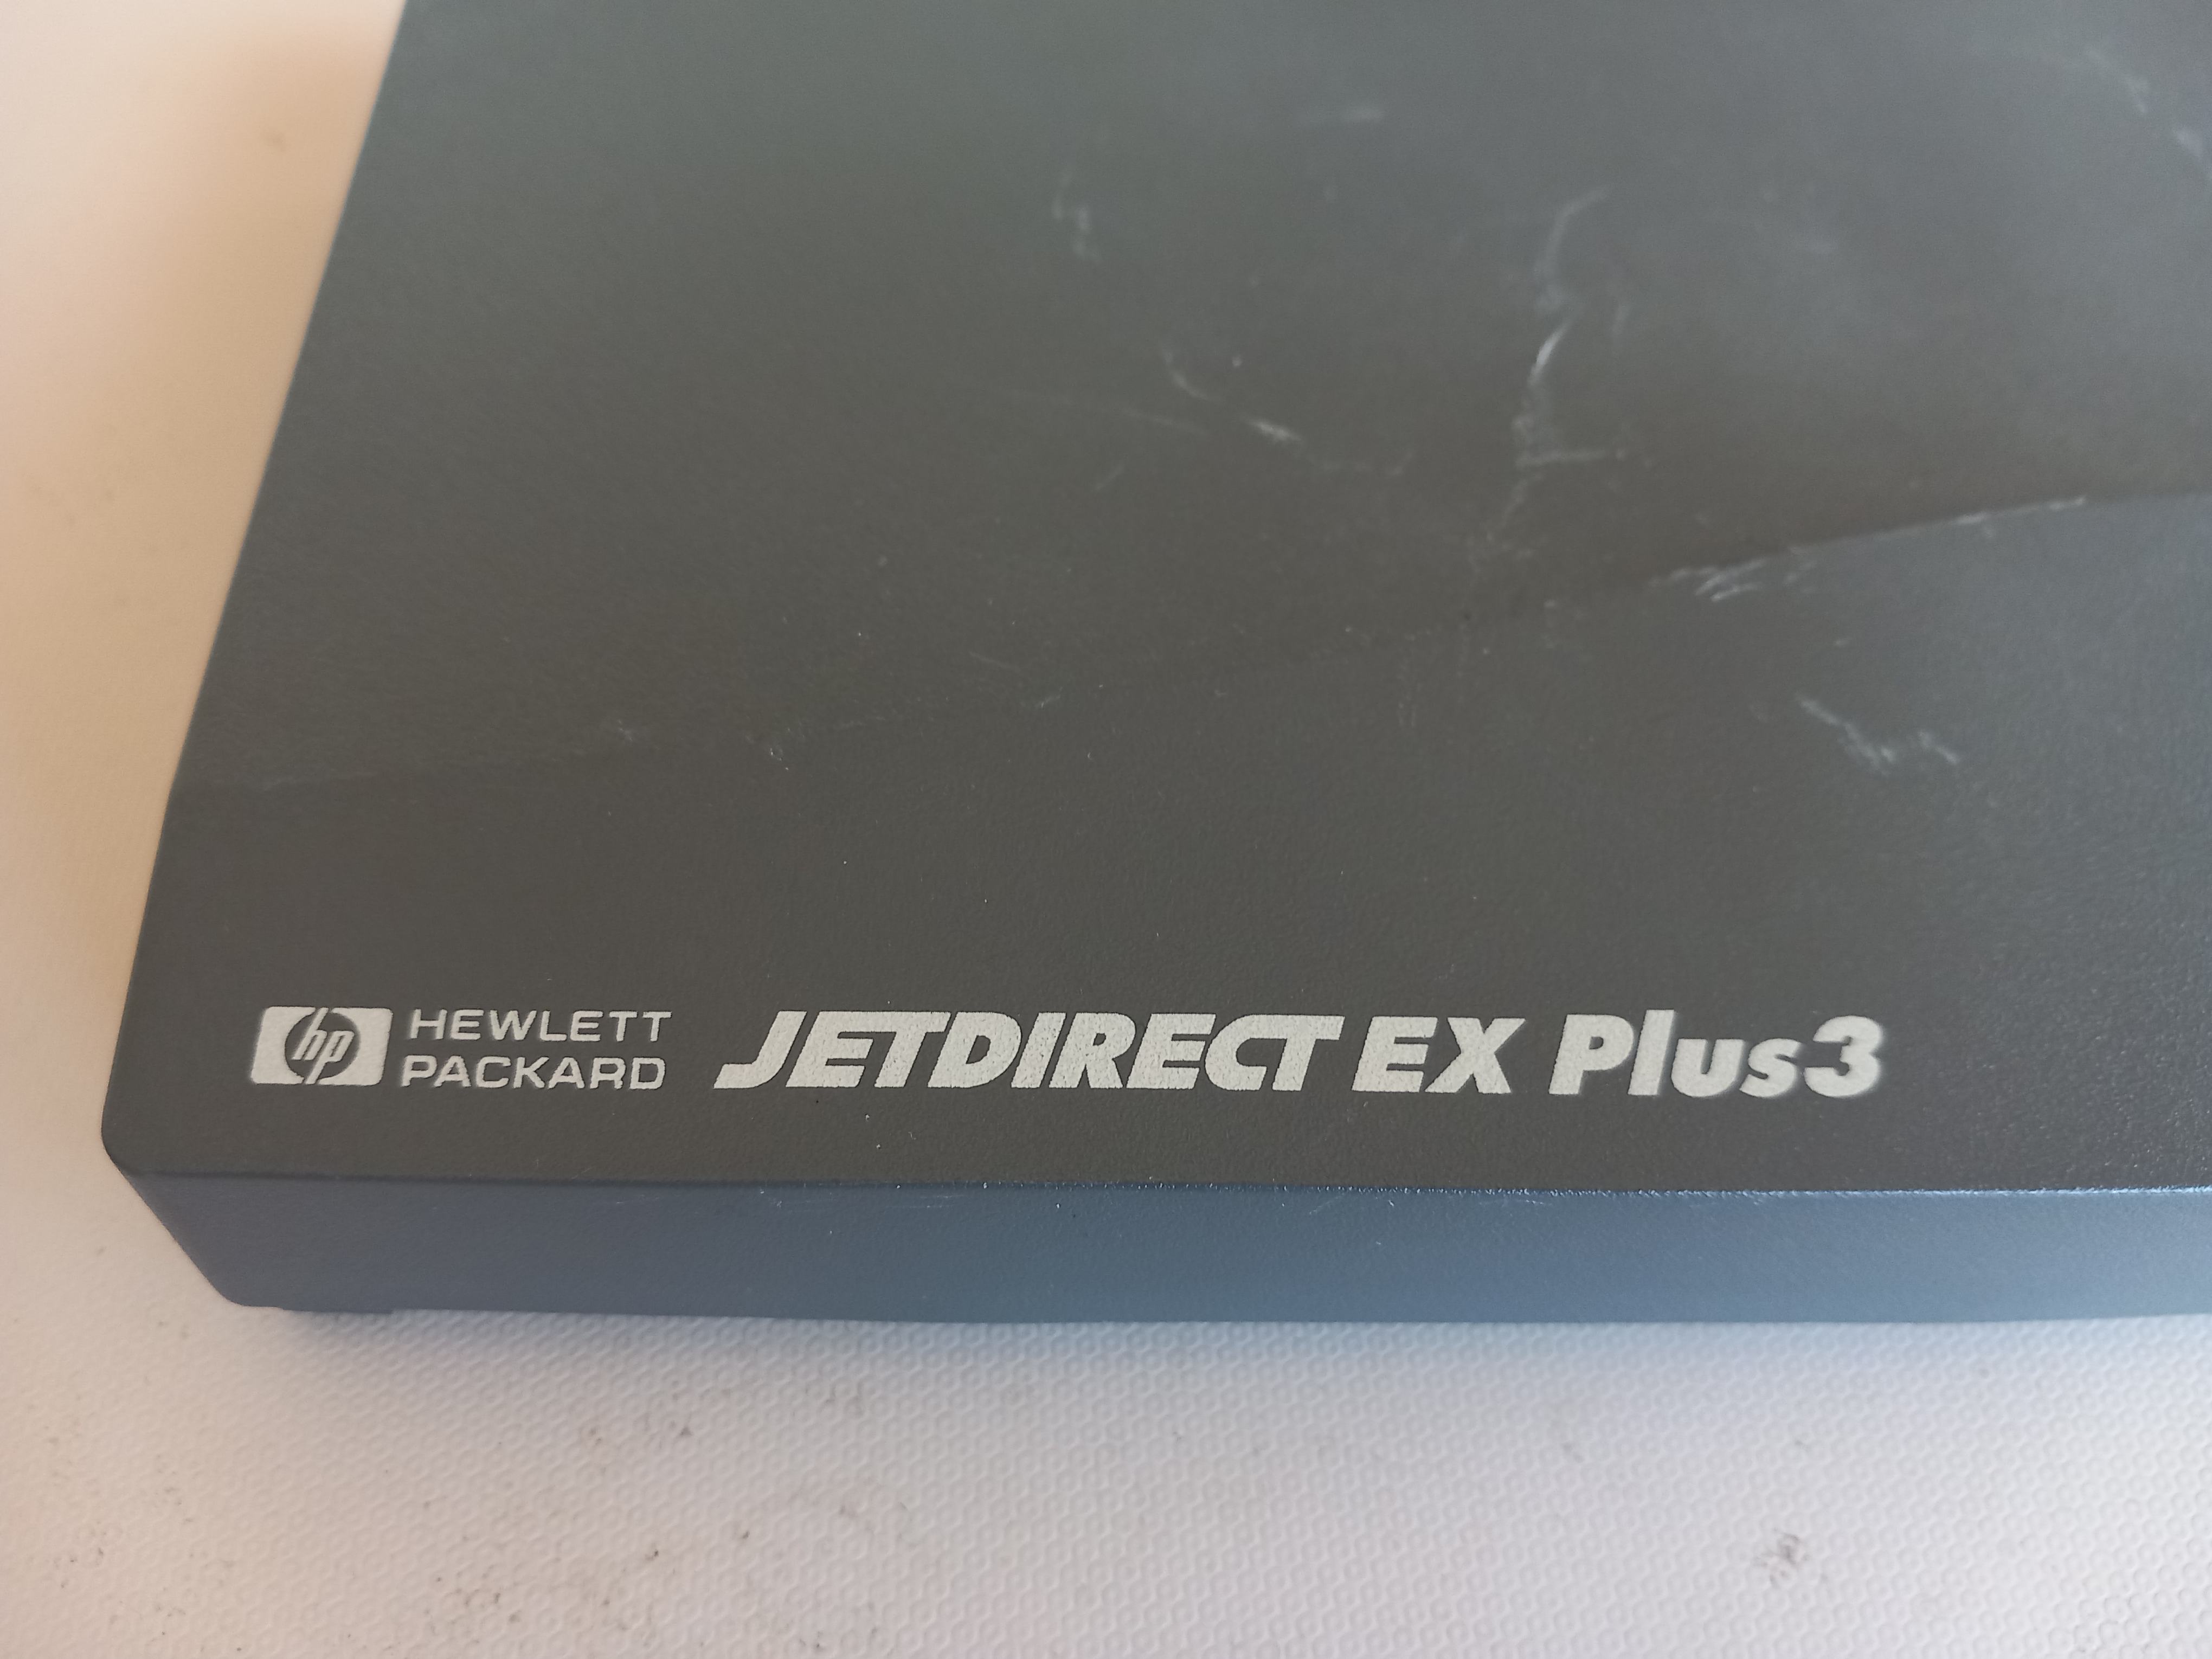 hp HEWLETT
PACKARD JETDIRECT EX Plus3